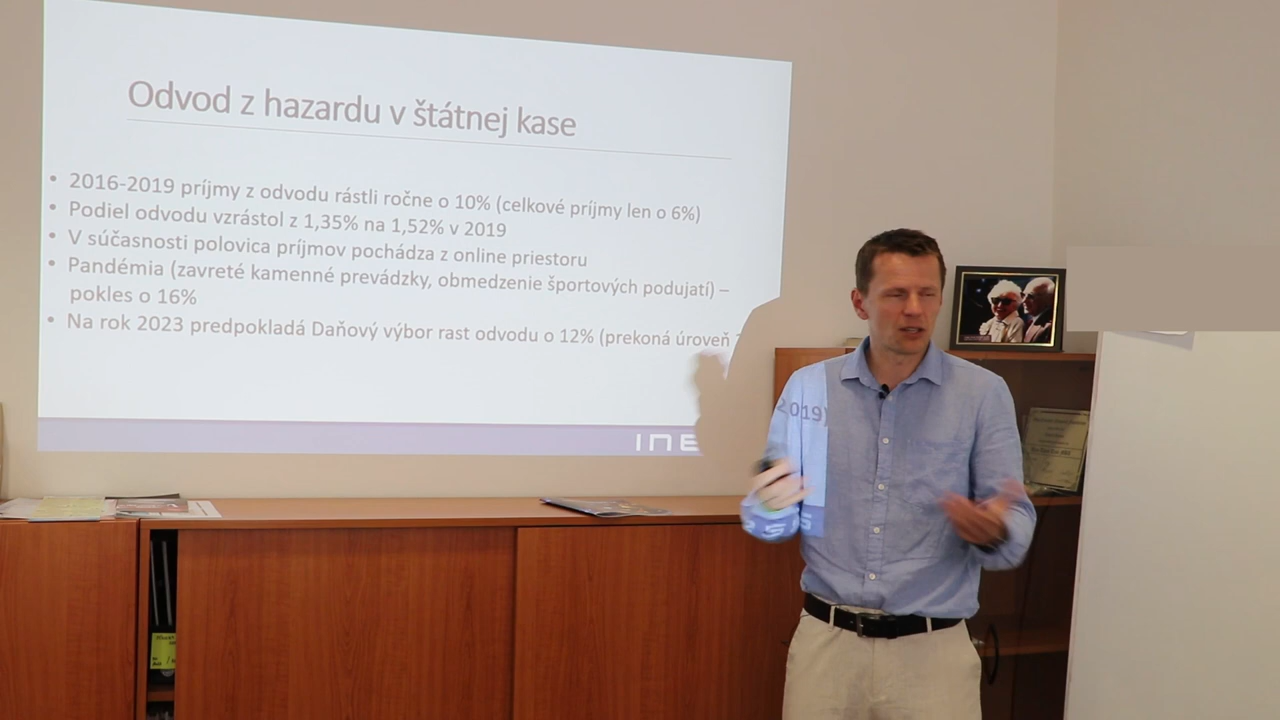 Odvod z hazardu v štátnej kase
• 2016-2019 príjmy z odvodu rástli ročne o 10% (celkové príjmy len o 6%)
• Podiel odvodu vzrástol z 1,35% na 1,52% v 2019
• V súčasnosti polovica príjmov pochádza z online priestoru
• Pandémia (zavreté kamenné prevádzky, obmedzenie športových podujatí) –
pokles o 16%
• Na rok 2023 predpokladá Daňový výbor rast odvodu o 12% (prekoná úroveň
2019)
INE